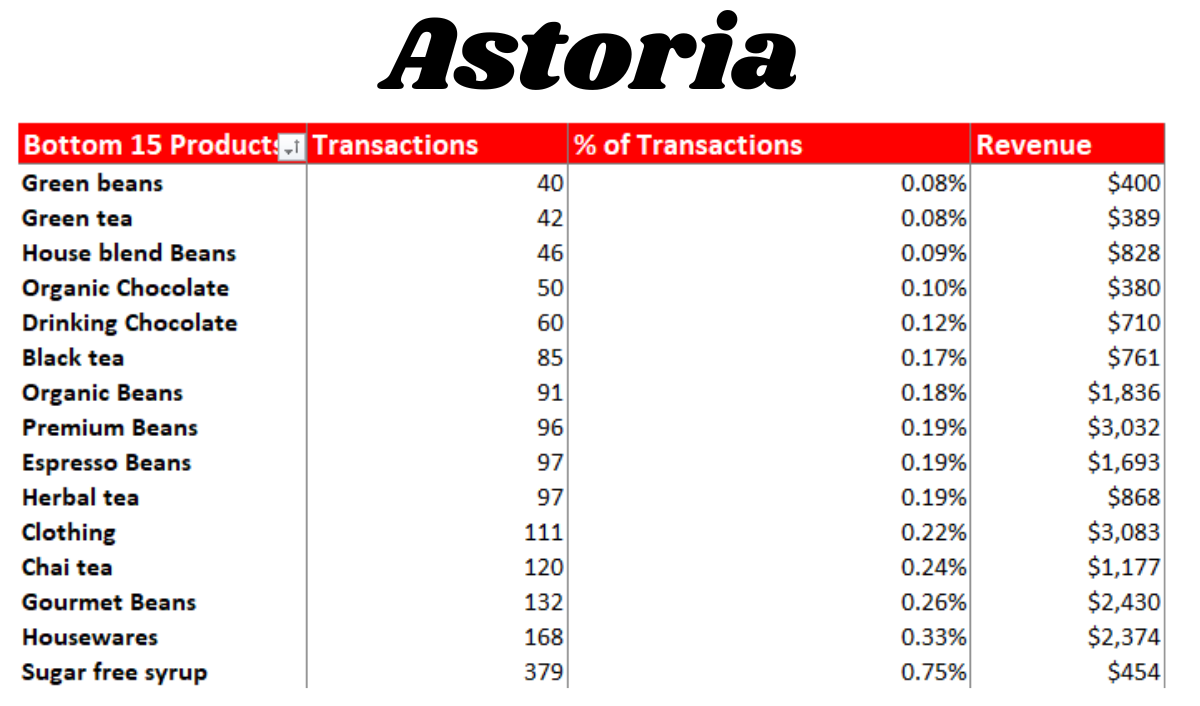 Astoria
Bottom 15 Products Transactions % of Transactions Revenue
Green beans 40 0.08% $400
Green tea 42 0.08% $389
House blend Beans 46 0.09% $828
Organic Chocolate 50 0.10% $380
Drinking Chocolate 60 0.12% $710
Black tea 85 0.17% $761
Organic Beans 91 0.18% $1,836
Premium Beans 96 0.19% $3,032
Espresso Beans 97 0.19% $1,693
Herbal tea 97 0.19% $868
Clothing 111 0.22% $3,083
Chai tea 120 0.24% $1,177
Gourmet Beans 132 0.26% $2,430
Housewares 168 0.33% $2,374
Sugar free syrup 379 0.75% $454